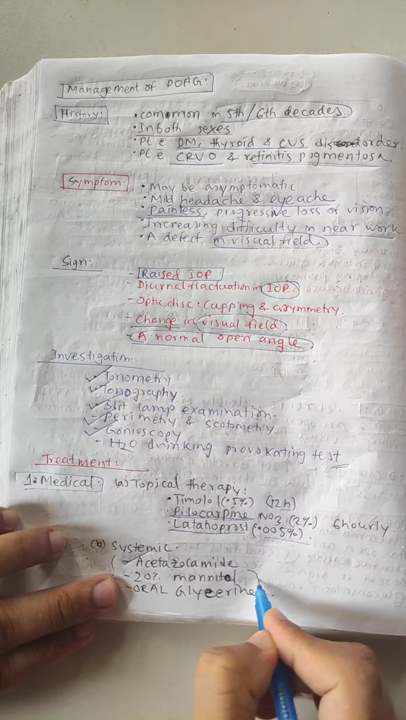 Management of POAG:
History: • common in 5th/6th decades
• In both sexes
• Pt c̄ DM, thyroid & CVS disorder.
• Pt c̄ CRVO & retinitis pigmentosa
Symptom: • May be asymptomatic
• Mild headache & eyeache
• Painless, progressive loss of vision
• Increasing difficulty in near work
• A defect in visual field
Sign: - Raised IOP
- Diurnal fluctuation in IOP
- Optic disc: cupping & asymmetry.
- Change in visual field
- A normal open angle
Investigation:
- Tonometry
- Tonography
- Slit lamp examination
- Perimetry & scotometry
- Gonioscopy
- H2O drinking provokating test
Treatment:
1. Medical: (a) Topical therapy:
• Timolol (.5%) (12h)
• Pilocarpine NO3 (2%) 6hourly
• Latanoprost (.005%)
(b) Systemic:
- Acetazolamide
- 20% mannitol
- ORAL Glycerine.